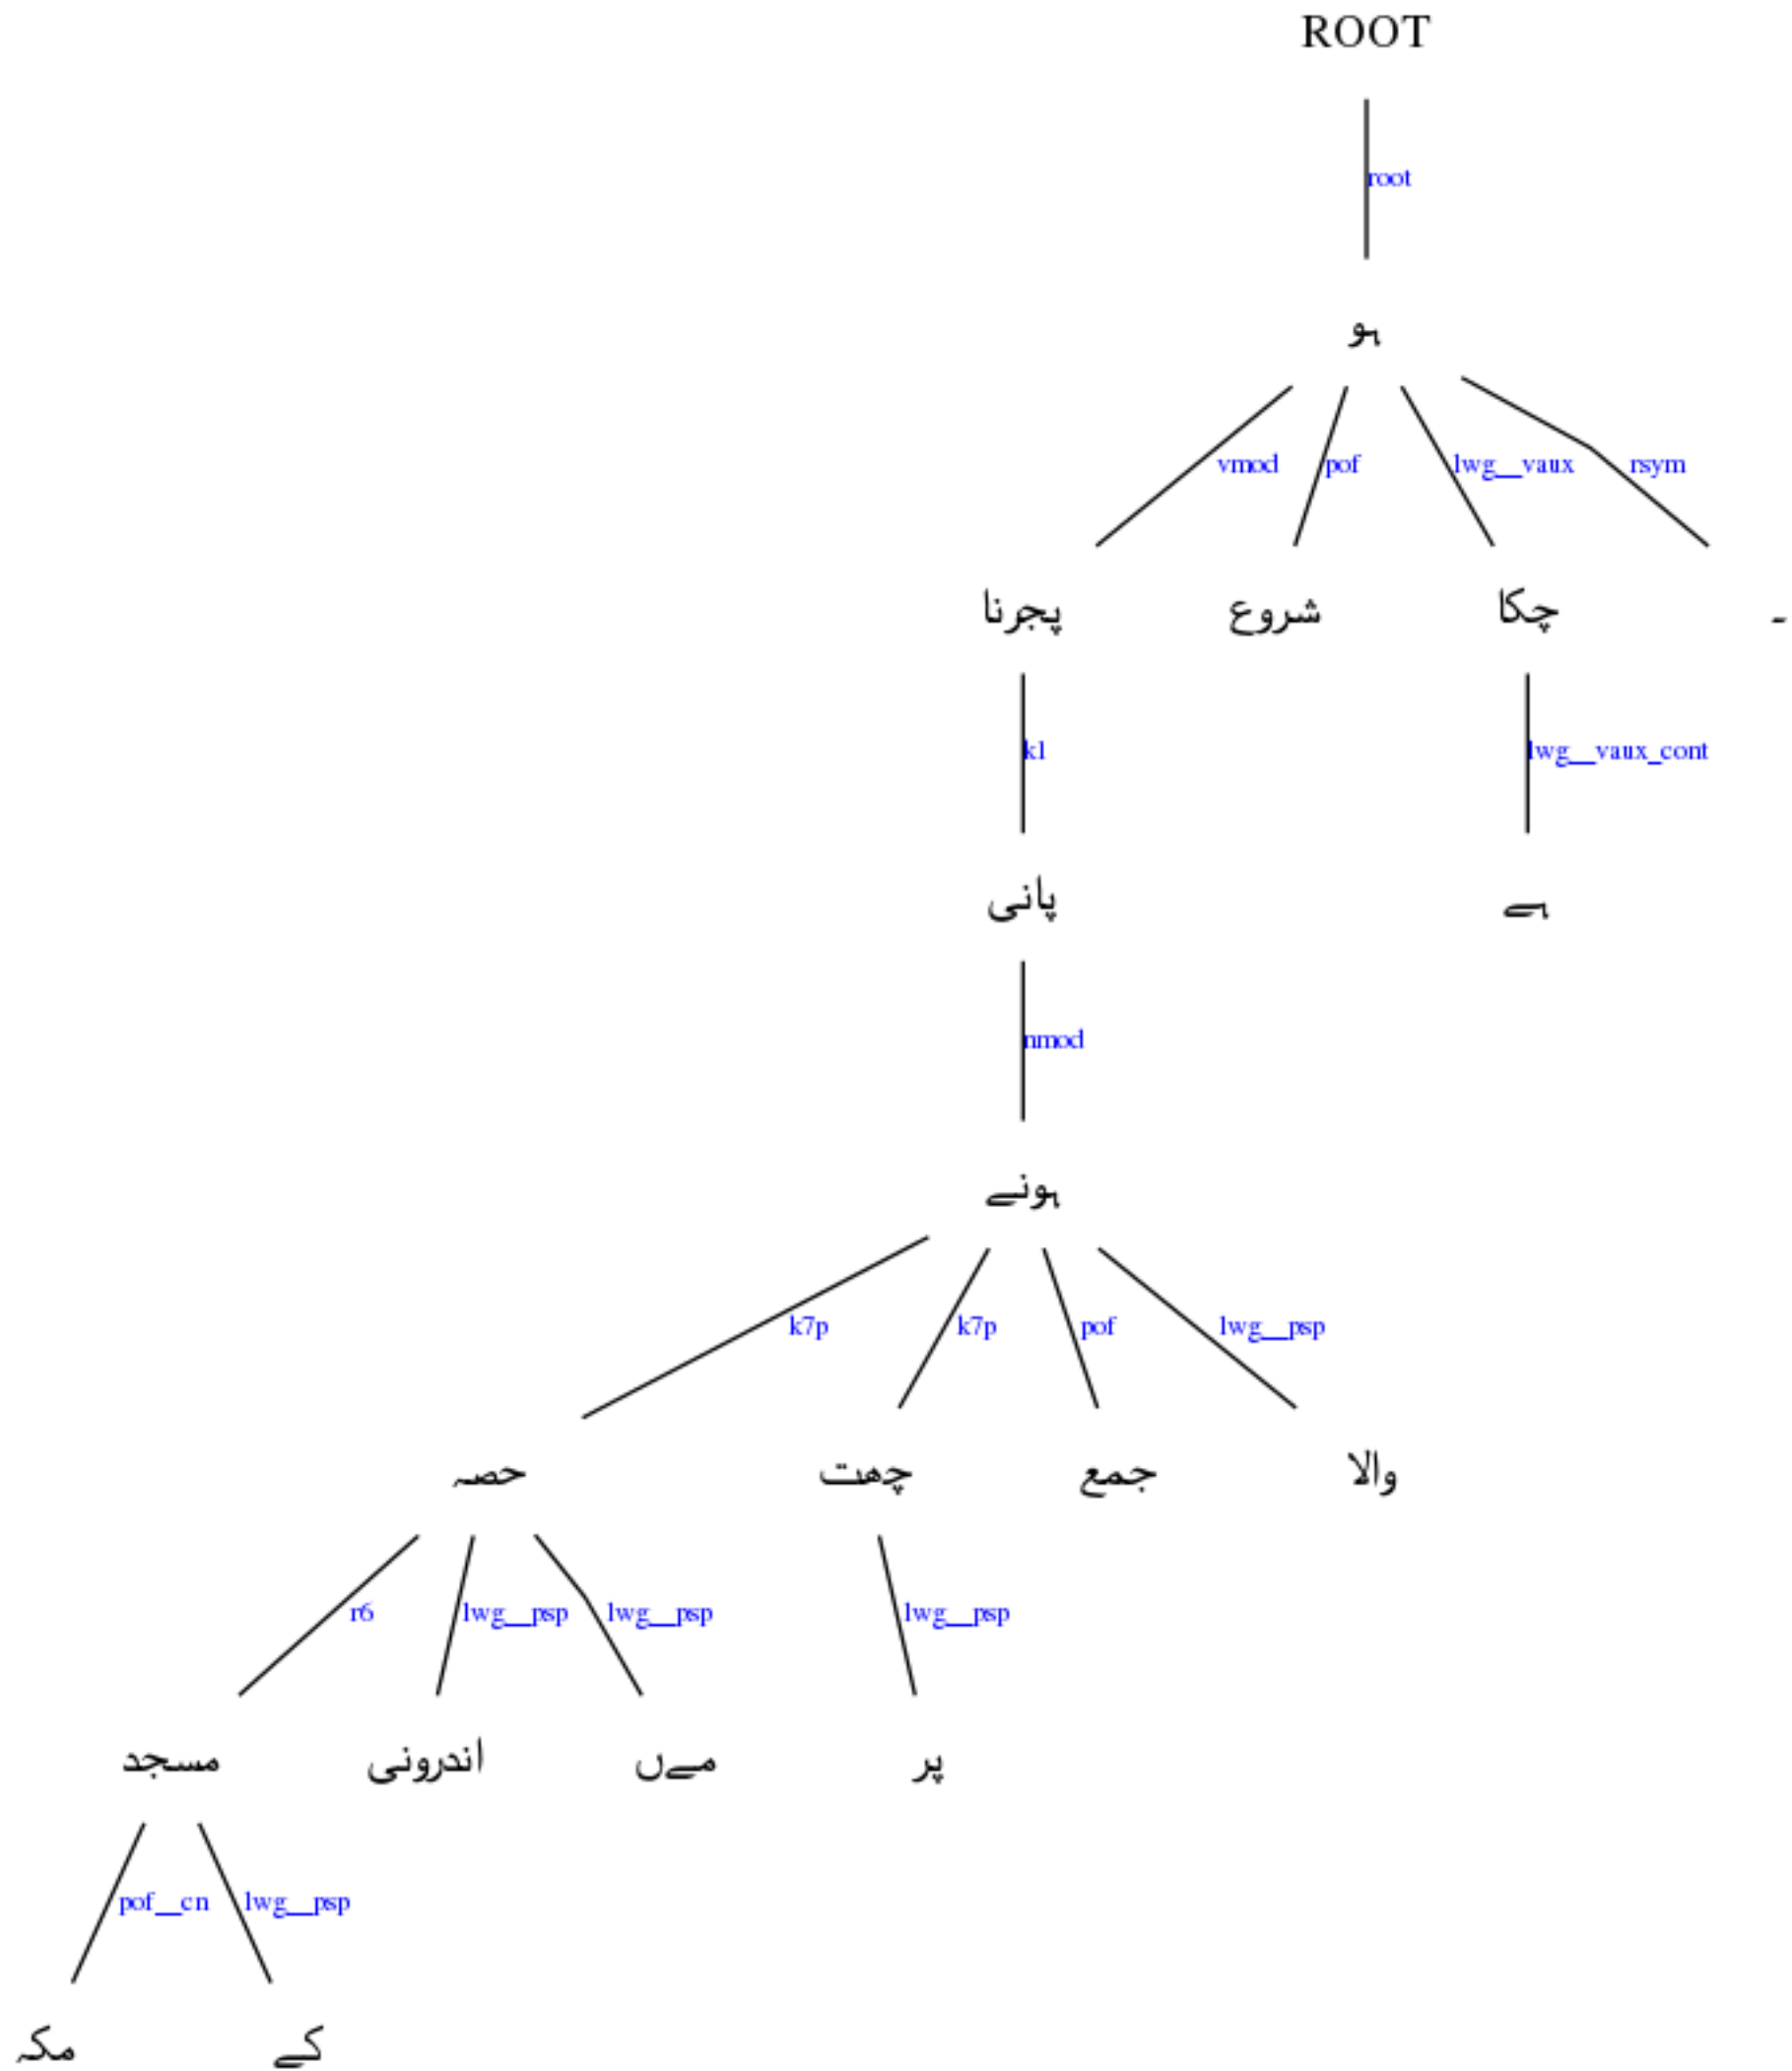 ROOT
root
ہو
vmod pof lwg__vaux rsym
پجرنا شروع چکا ۔
k1 lwg__vaux_cont
پانی ہے
nmod
ہونے
k7p k7p pof lwg__psp
حصہ چھت جمع والا
r6 lwg__psp lwg__psp lwg__psp
مسجد اندرونی مےں پر
pof__cn lwg__psp
مکہ کے